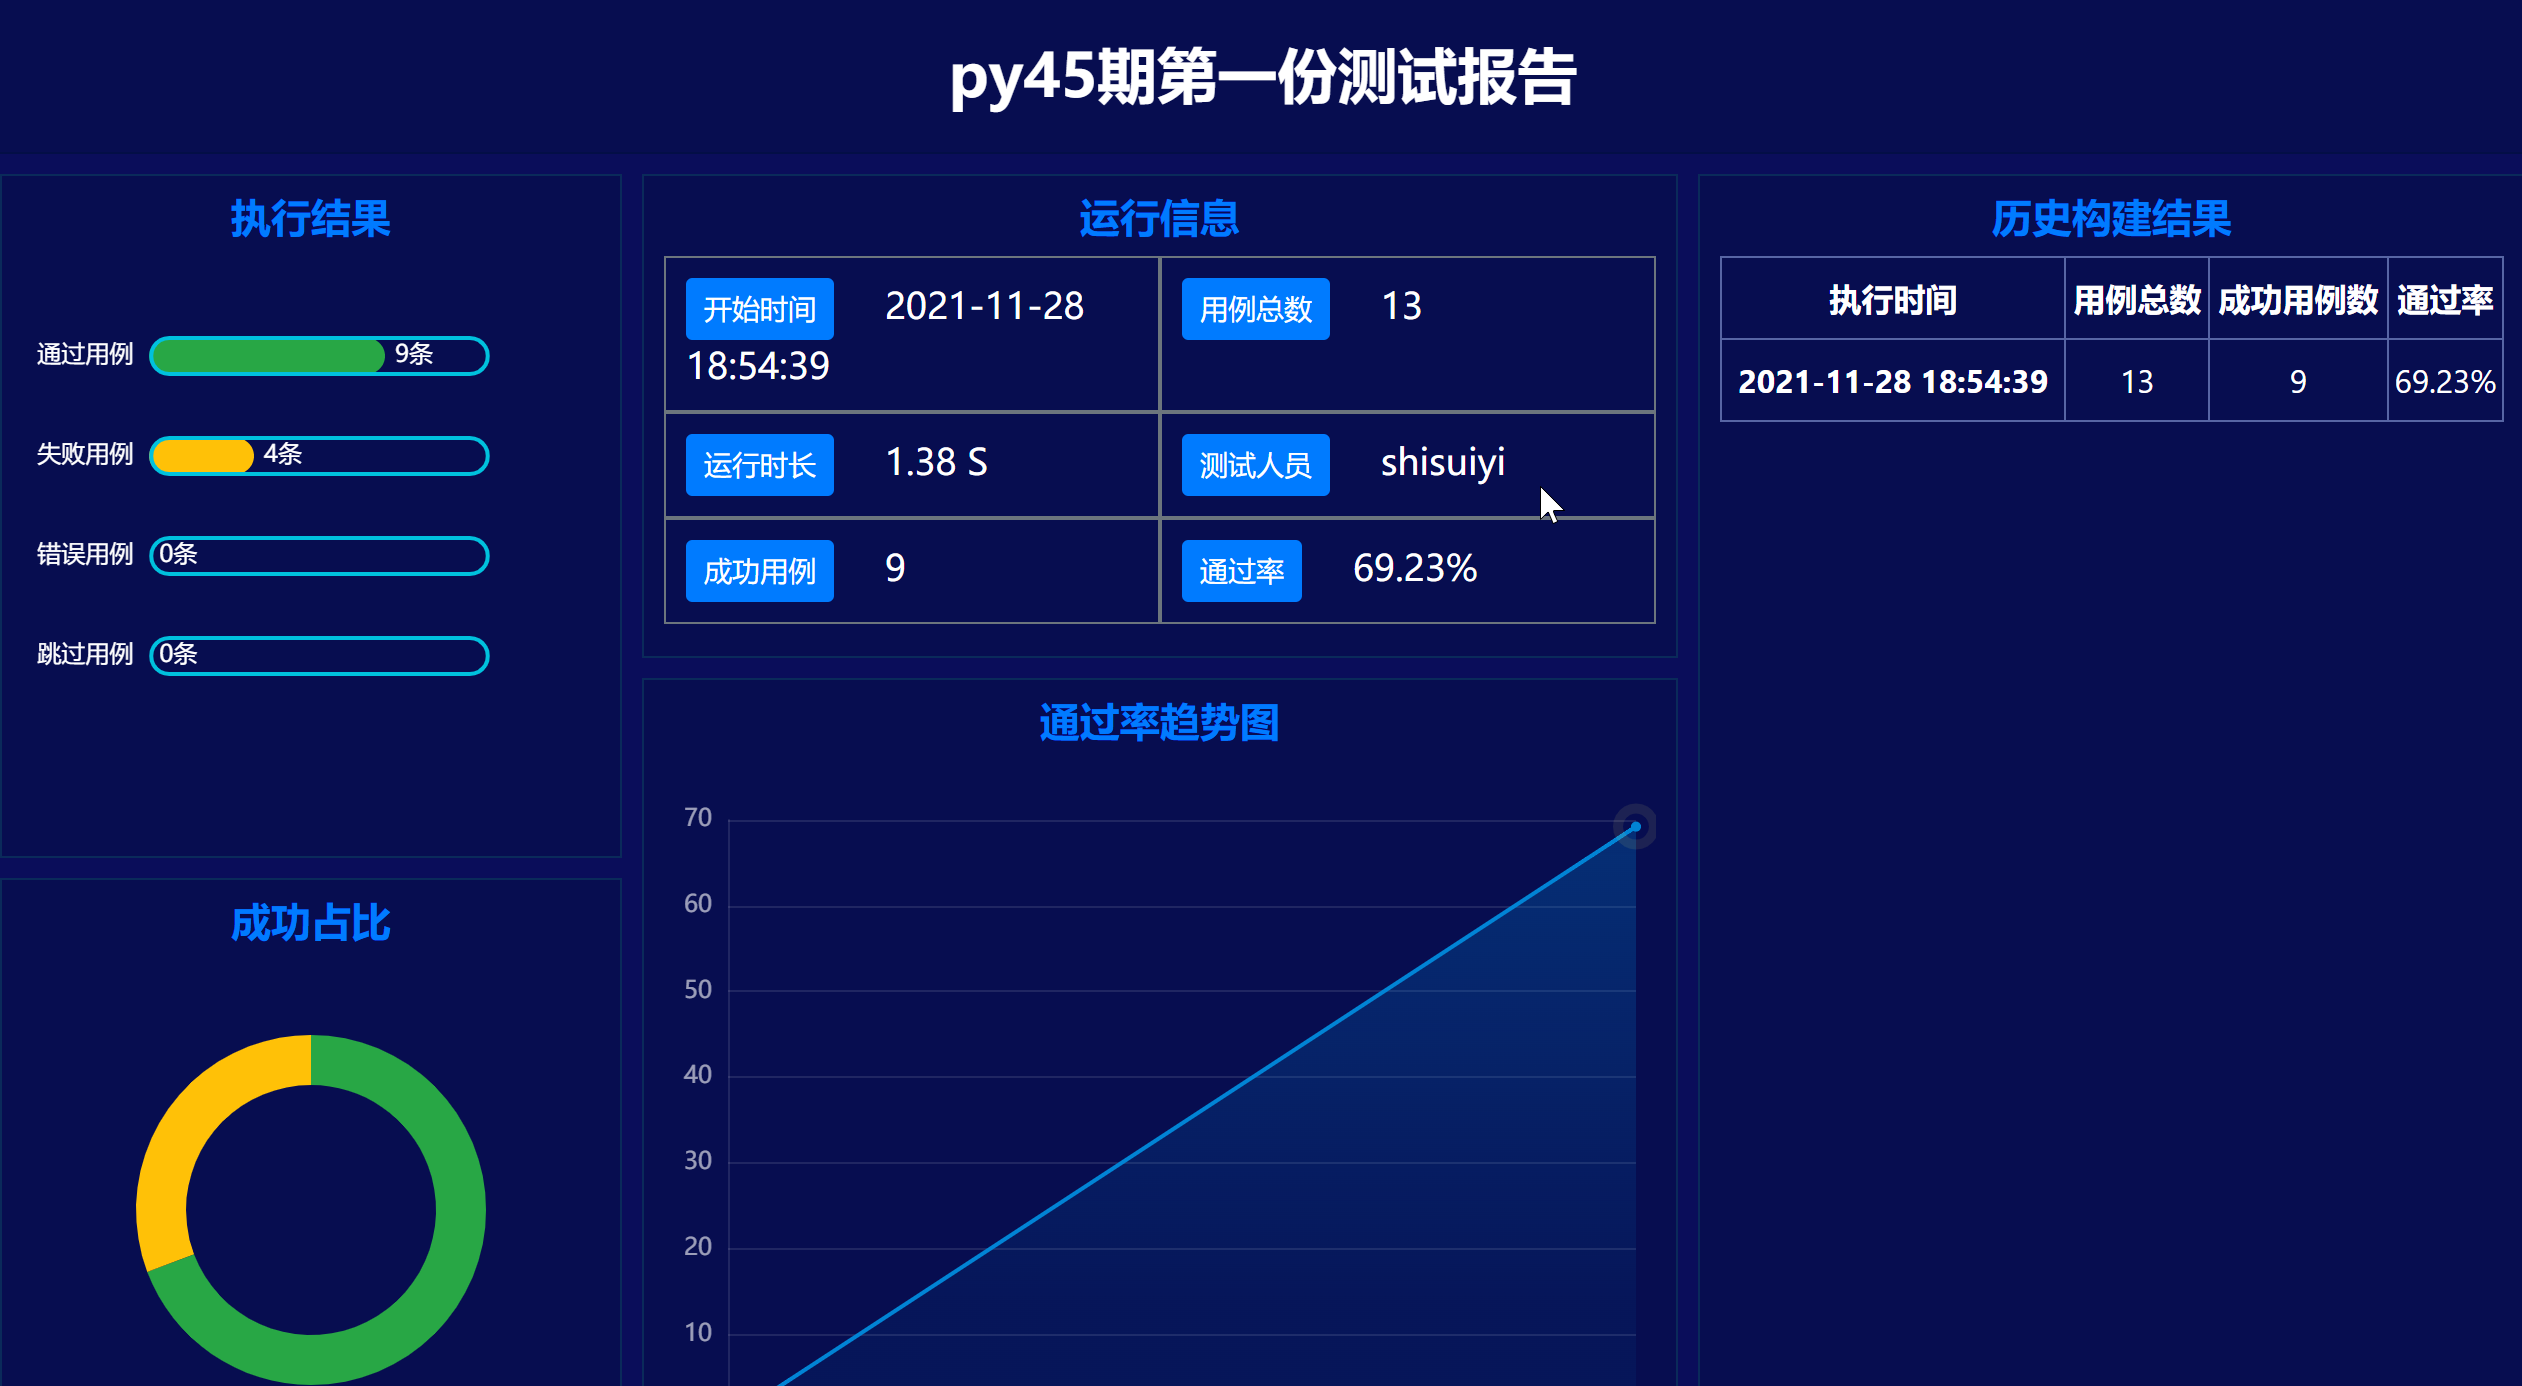 py45期第一份测试报告
执行结果
通过用例 9条
失败用例 4条
错误用例 0条
跳过用例 0条
成功占比
运行信息
开始时间 2021-11-28
18:54:39
用例总数 13
运行时长 1.38 S
测试人员 shisuiyi
成功用例 9
通过率 69.23%
通过率趋势图
70
60
50
40
30
20
10
历史构建结果
执行时间 用例总数 成功用例数 通过率
2021-11-28 18:54:39 13 9 69.23%